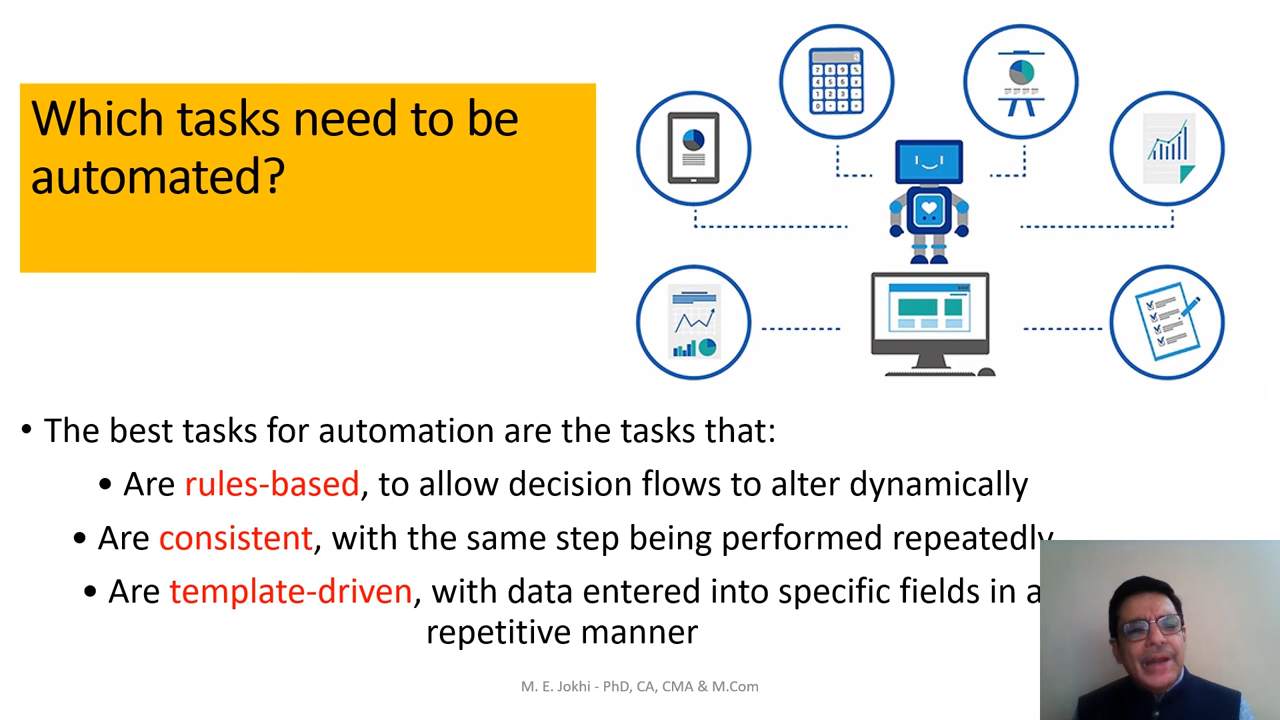 Which tasks need to be
automated?
• The best tasks for automation are the tasks that:
• Are rules-based, to allow decision flows to alter dynamically
• Are consistent, with the same step being performed repeatedly
• Are template-driven, with data entered into specific fields in a
repetitive manner
M. E. Jokhi - PhD, CA, CMA & M.Com